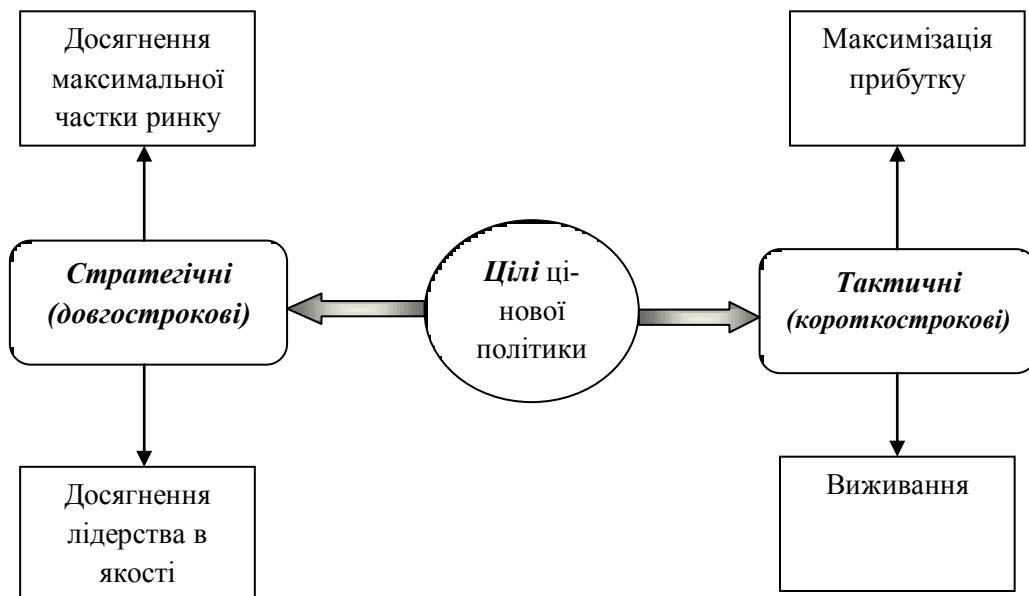 Досягнення
максимальної
частки ринку
Максимізація
прибутку
Стратегічні
(довгострокові)
Цілі ці-
нової
політики
Тактичні
(короткострокові)
Досягнення
лідерства в
якості
Виживання